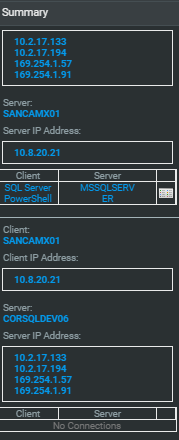 Summary
10.2.17.133
10.2.17.194
169.254.1.57
169.254.1.91
Server:
SANCAMX01
Server IP Address:
10.8.20.21
Client Server
SQL Server MSSQLSERV
PowerShell ER
Client:
SANCAMX01
Client IP Address:
10.8.20.21
Server:
CORSQLDEV06
Server IP Address:
10.2.17.133
10.2.17.194
169.254.1.57
169.254.1.91
Client Server
No Connections